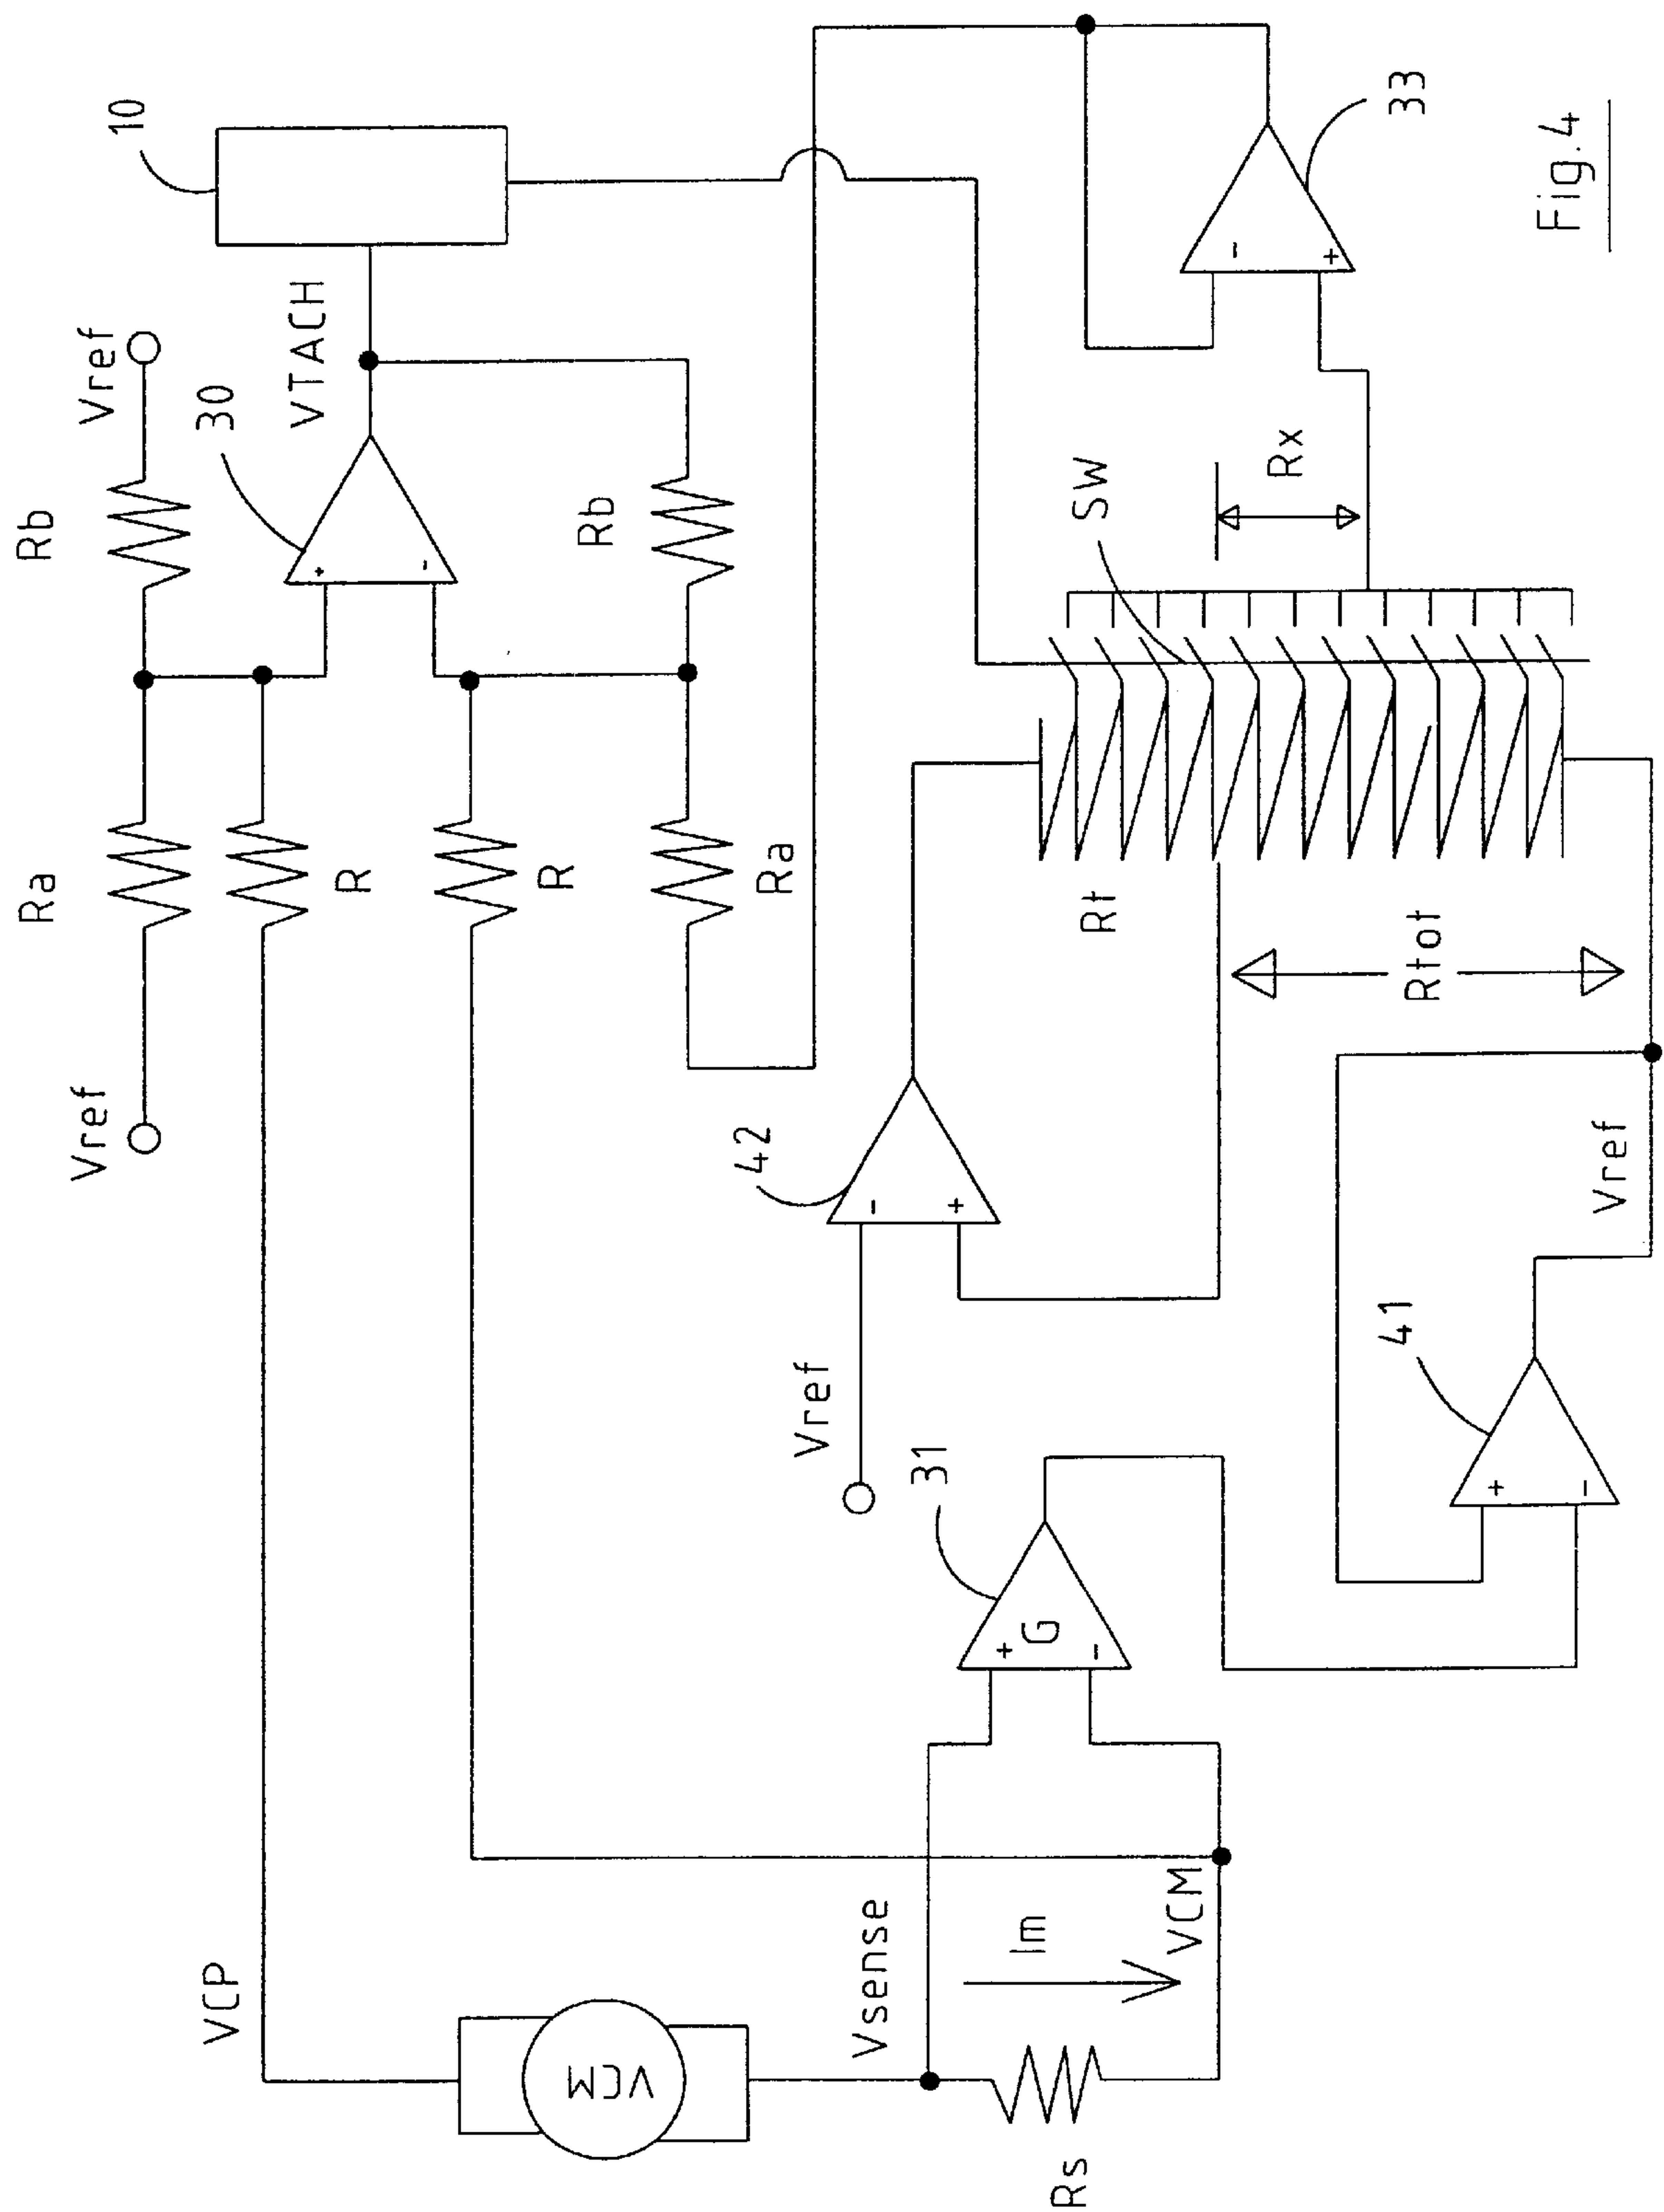 VCP
VCM
Vsense
Im
VCM
Rs
Vref
Ra
R
R
Ra
Rb
Vref
30
+
-
Rb
VTACH
10
31
G
+
-
Vref
42
-
+
41
+
-
Vref
Rt
Rtot
SW
Rx
33
-
+
Fig.4